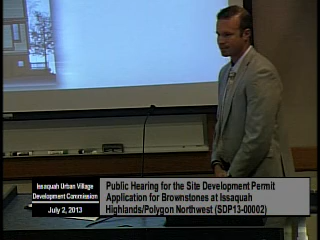 Issaquah Urban Village
Development Commission
July 2, 2013
Public Hearing for the Site Development Permit
Application for Brownstones at Issaquah
Highlands/Polygon Northwest (SDP13-00002)